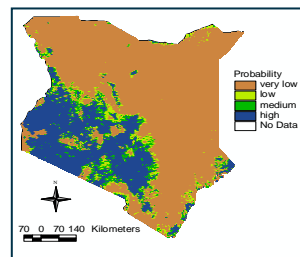 Probability
very low
low
medium
high
No Data
N
70 0 70 140 Kilometers